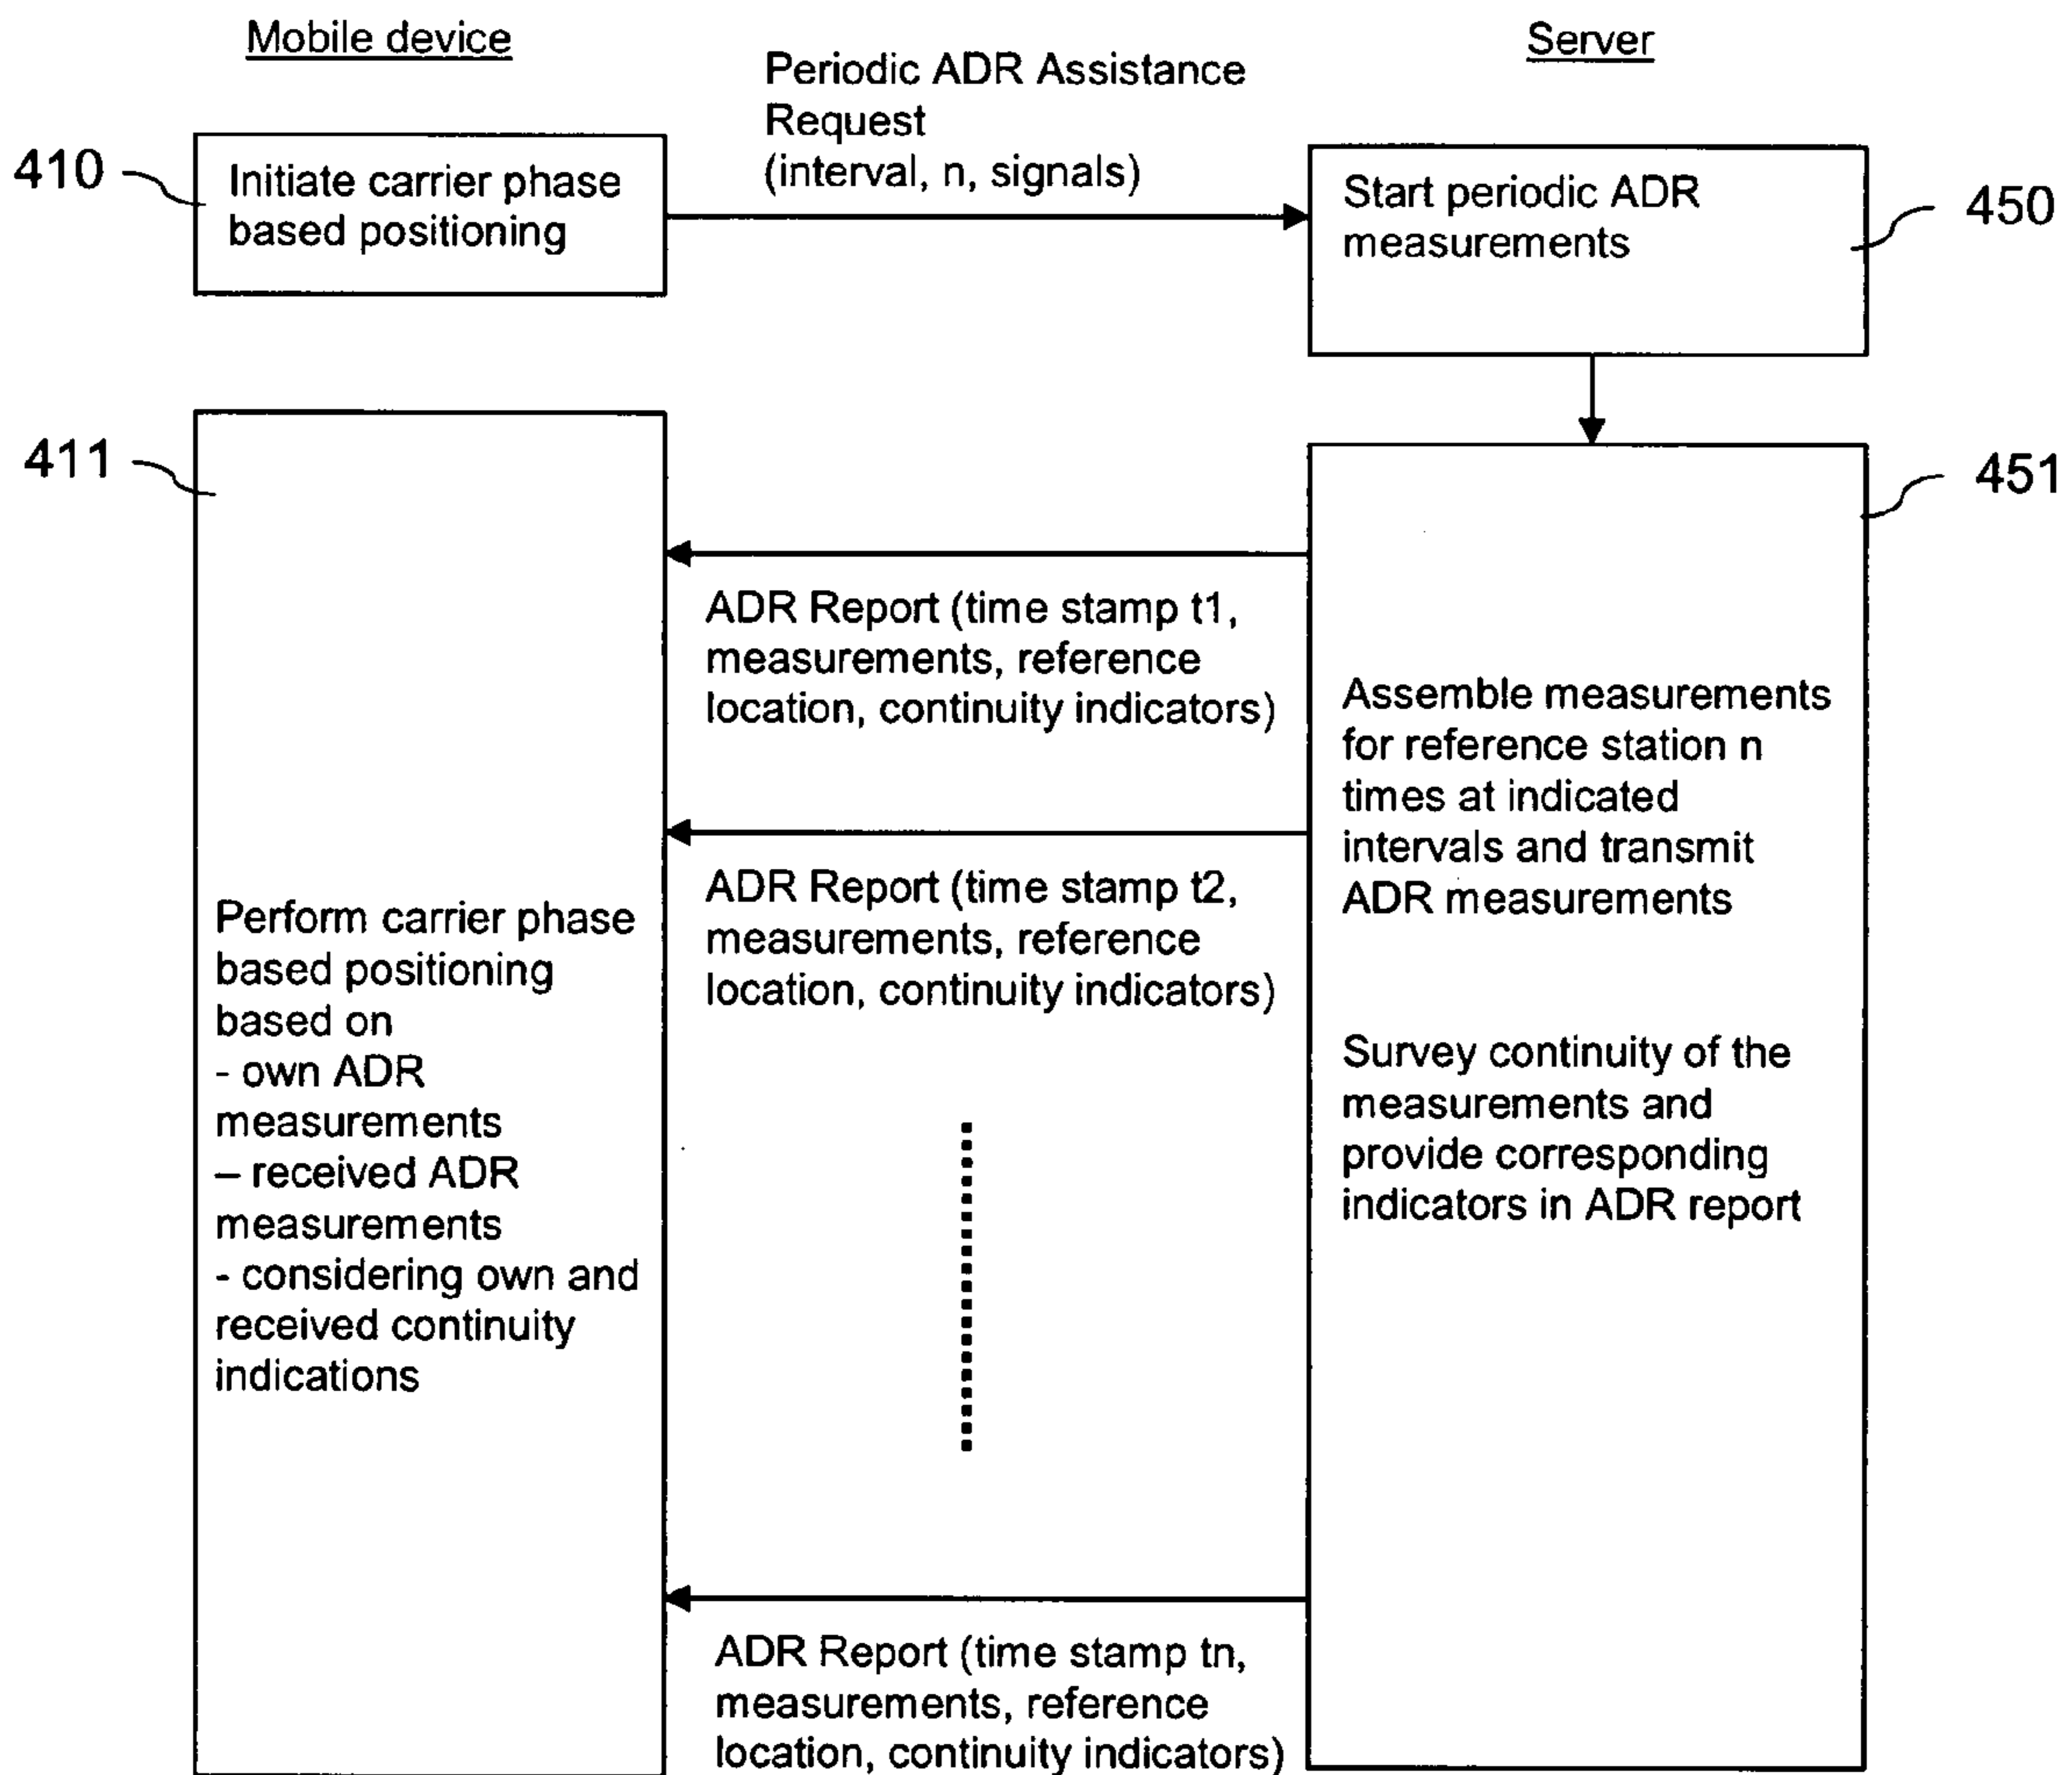 Mobile device
Server
Periodic ADR Assistance
Request
(interval, n, signals)
410
Initiate carrier phase
based positioning
Start periodic ADR
measurements
450
411
451
ADR Report (time stamp t1,
measurements, reference
location, continuity indicators)
ADR Report (time stamp t2,
measurements, reference
location, continuity indicators)
Assemble measurements
for reference station n
times at indicated
intervals and transmit
ADR measurements
Survey continuity of the
measurements and
provide corresponding
indicators in ADR report
Perform carrier phase
based positioning
based on
- own ADR
measurements
– received ADR
measurements
- considering own and
received continuity
indications
ADR Report (time stamp tn,
measurements, reference
location, continuity indicators)